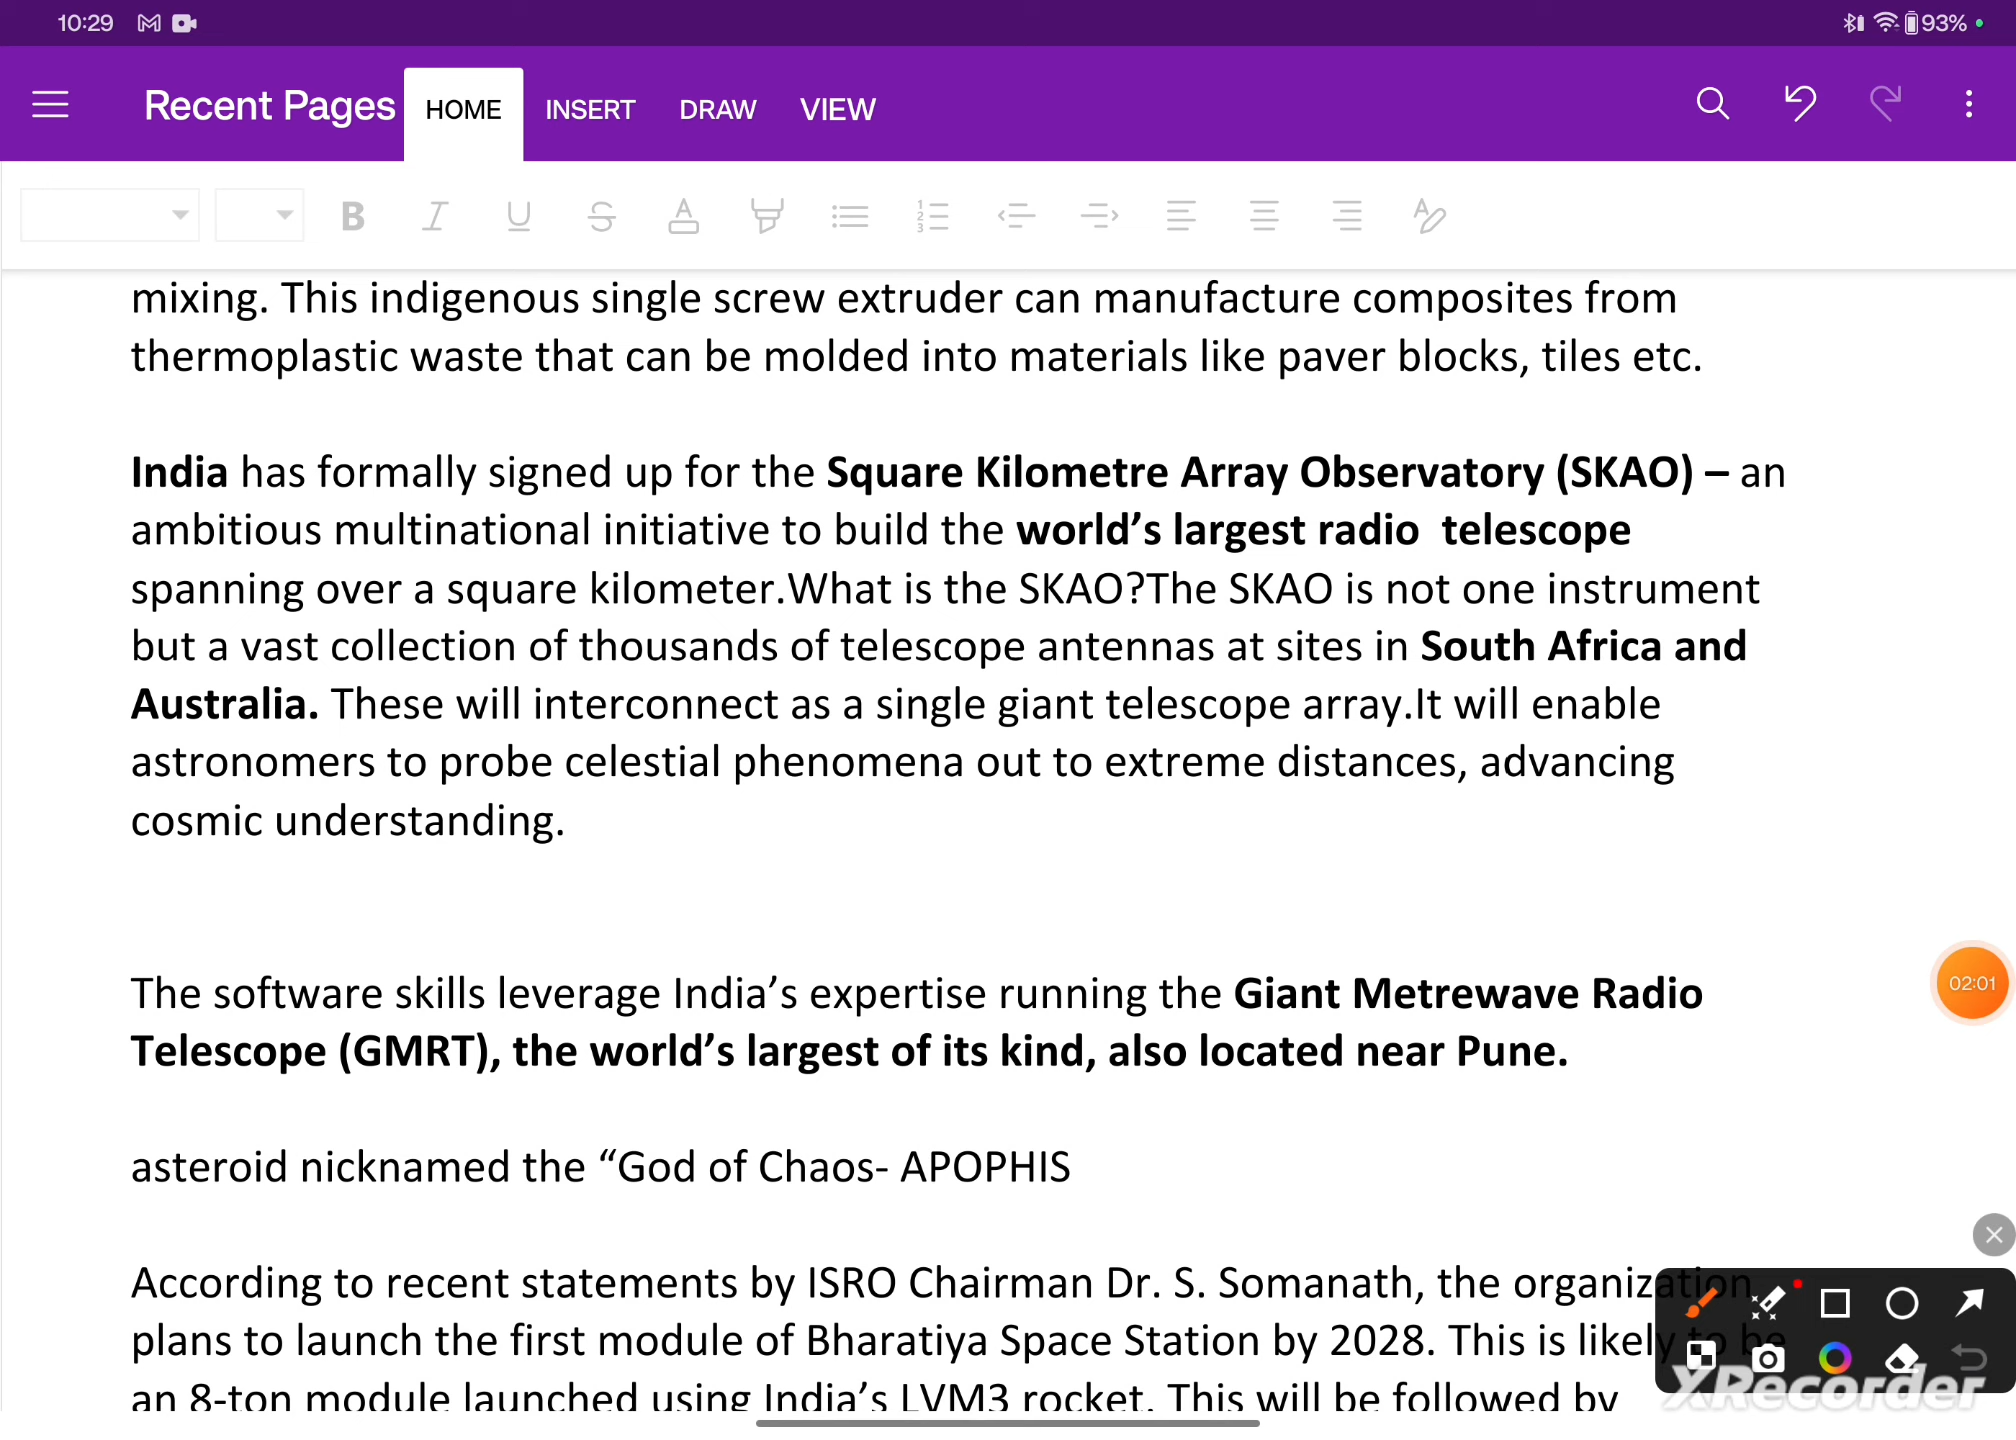 10:29
93%
Recent Pages HOME INSERT DRAW VIEW
mixing. This indigenous single screw extruder can manufacture composites from
thermoplastic waste that can be molded into materials like paver blocks, tiles etc.
India has formally signed up for the Square Kilometre Array Observatory (SKAO) – an
ambitious multinational initiative to build the world’s largest radio  telescope
spanning over a square kilometer.What is the SKAO?The SKAO is not one instrument
but a vast collection of thousands of telescope antennas at sites in South Africa and
Australia. These will interconnect as a single giant telescope array.It will enable
astronomers to probe celestial phenomena out to extreme distances, advancing
cosmic understanding.
The software skills leverage India’s expertise running the Giant Metrewave Radio
Telescope (GMRT), the world’s largest of its kind, also located near Pune.
02:01
asteroid nicknamed the “God of Chaos- APOPHIS
According to recent statements by ISRO Chairman Dr. S. Somanath, the organization
plans to launch the first module of Bharatiya Space Station by 2028. This is likely to be
an 8-ton module launched using India’s LVM3 rocket. This will be followed by
XRecorder